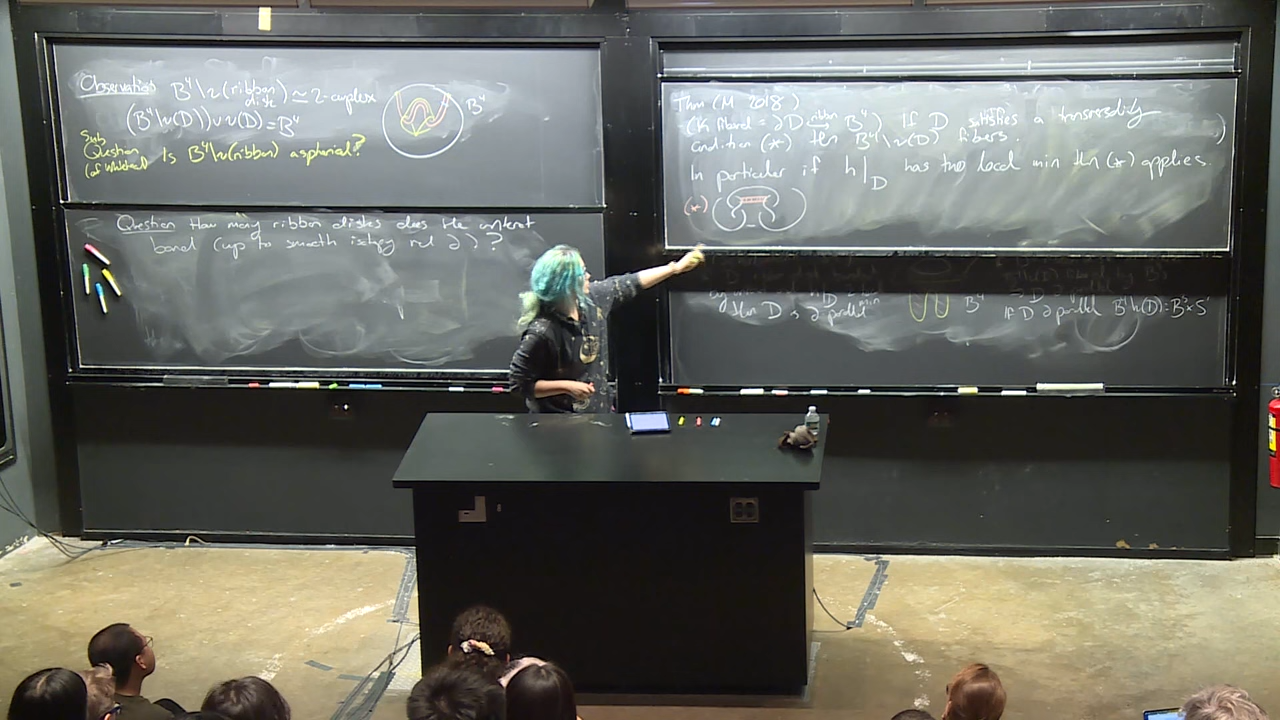 Observation B⁴\ν(ribbon disk) ≃ 2-complex
(B⁴\ν(D)) ∪ ν(D) = B⁴
B⁴
Sub
Question Is B⁴\ν(ribbon) aspherical?
(of Whitehead)
Question How many ribbon disks does the unknot
bound (up to smooth isotopy rel ∂)?
Thm (M 2018)
(K fibered = ∂D ribbon B⁴) If D satisfies a transversality
condition (*) then B⁴\ν(D) fibers.
In particular if h|_D has two local min then (*) applies.
(*)
then D is ∂ parallel
min
B⁴
If D ∂ parallel B⁴\ν(D) = B³×S¹